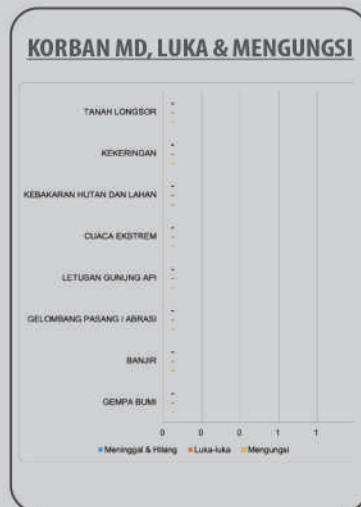 KORBAN MD, LUKA & MENGUNGSI
TANAH LONGSOR
KEKERINGAN
KEBAKARAN HUTAN DAN LAHAN
CUACA EKSTREM
LETUSAN GUNUNG API
GELOMBANG PASANG / ABRASI
BANJIR
GEMPA BUMI
0 0 0 1 1
Meninggal & Hilang Luka-luka Mengungsi